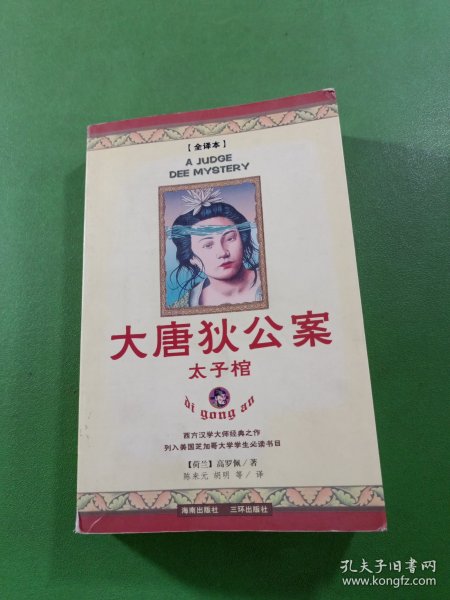 【全译本】
A JUDGE
DEE MYSTERY
大唐狄公案
太子棺
di gong an
西方汉学大师经典之作
列入美国芝加哥大学学生必读书目
【荷兰】高罗佩/著
陈来元 胡明 等/译
海南出版社 三环出版社
孔夫子旧书网
www.kongfz.com